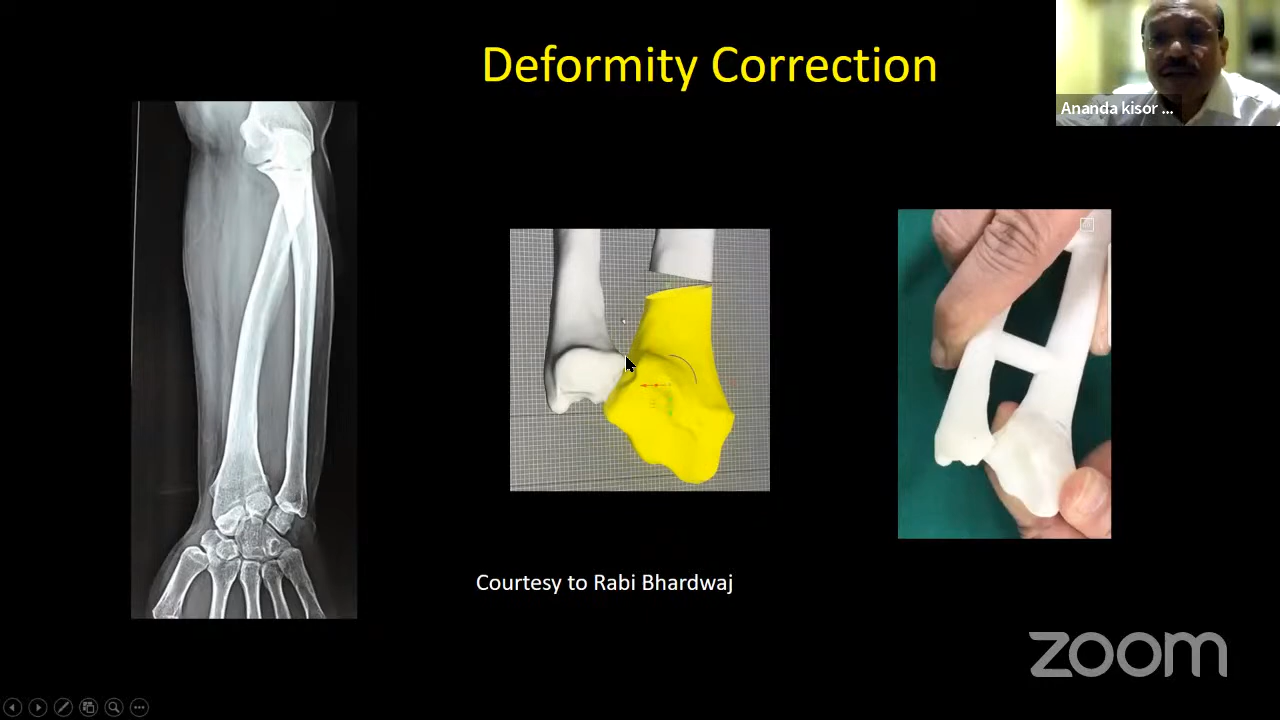 Deformity Correction
Ananda kisor ...
Courtesy to Rabi Bhardwaj
zoom